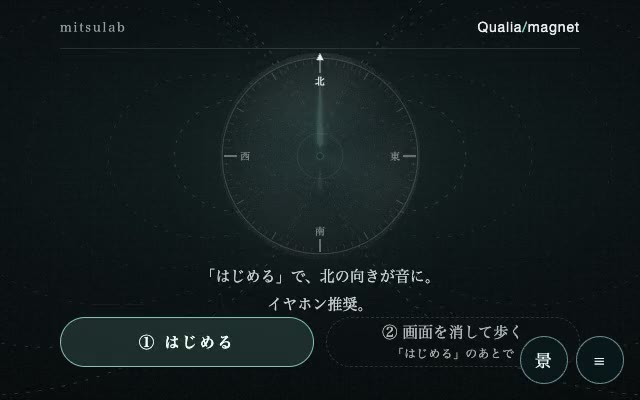 mitsulab
Qualia/magnet
北
西
東
南
「はじめる」で、北の向きが音に。
イヤホン推奨。
① はじめる
② 画面を消して歩く
「はじめる」のあとで
景
≡